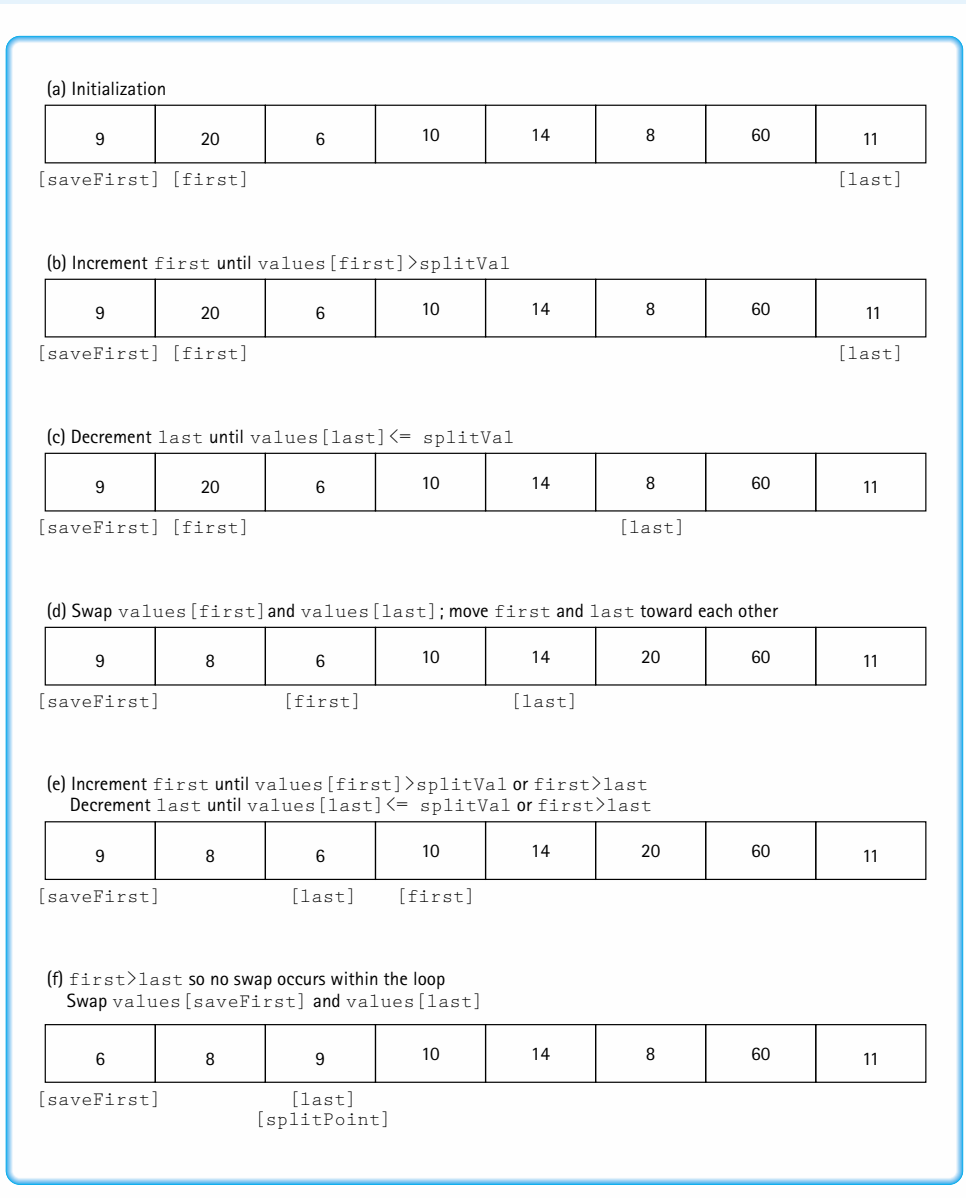 (a) Initialization
9 20 6 10 14 8 60 11
[saveFirst] [first] [last]
(b) Increment first until values[first]>splitVal
9 20 6 10 14 8 60 11
[saveFirst] [first] [last]
(c) Decrement last until values[last]<= splitVal
9 20 6 10 14 8 60 11
[saveFirst] [first] [last]
(d) Swap values[first]and values[last]; move first and last toward each other
9 8 6 10 14 20 60 11
[saveFirst] [first] [last]
(e) Increment first until values[first]>splitVal or first>last
Decrement last until values[last]<= splitVal or first>last
9 8 6 10 14 20 60 11
[saveFirst] [last] [first]
(f) first>last so no swap occurs within the loop
Swap values[saveFirst] and values[last]
6 8 9 10 14 8 60 11
[saveFirst] [last]
[splitPoint]